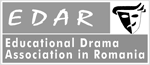 EDAR
Educational Drama
Association in Romania